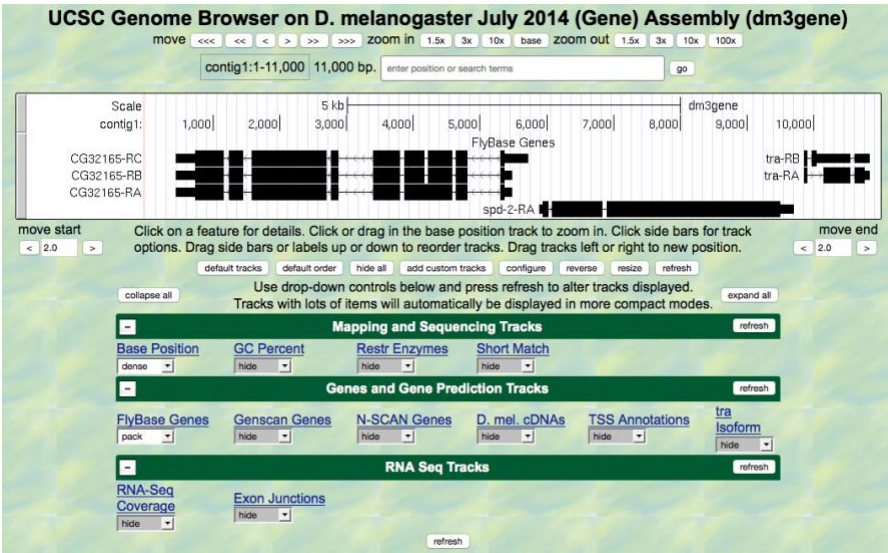 UCSC Genome Browser on D. melanogaster July 2014 (Gene) Assembly (dm3gene)
move <<< << < > >> >>> zoom in 1.5x 3x 10x base zoom out 1.5x 3x 10x 100x
contig1:1-11,000 11,000 bp. enter position or search terms go
Scale 5 kb dm3gene
contig1: 1,000 2,000 3,000 4,000 5,000 6,000 7,000 8,000 9,000 10,000
FlyBase Genes
CG32165-RC tra-RB
CG32165-RB tra-RA
CG32165-RA
spd-2-RA
move start Click on a feature for details. Click or drag in the base position track to zoom in. Click side bars for track move end
< 2.0 > options. Drag side bars or labels up or down to reorder tracks. Drag tracks left or right to new position. < 2.0 >
default tracks default order hide all add custom tracks configure reverse resize refresh
collapse all Use drop-down controls below and press refresh to alter tracks displayed. expand all
Tracks with lots of items will automatically be displayed in more compact modes.
- Mapping and Sequencing Tracks refresh
Base Position GC Percent Restr Enzymes Short Match
dense hide hide hide
- Genes and Gene Prediction Tracks refresh
FlyBase Genes Genscan Genes N-SCAN Genes D. mel. cDNAs TSS Annotations tra Isoform
pack hide hide hide hide hide
- RNA Seq Tracks refresh
RNA-Seq Coverage Exon Junctions
hide hide
refresh